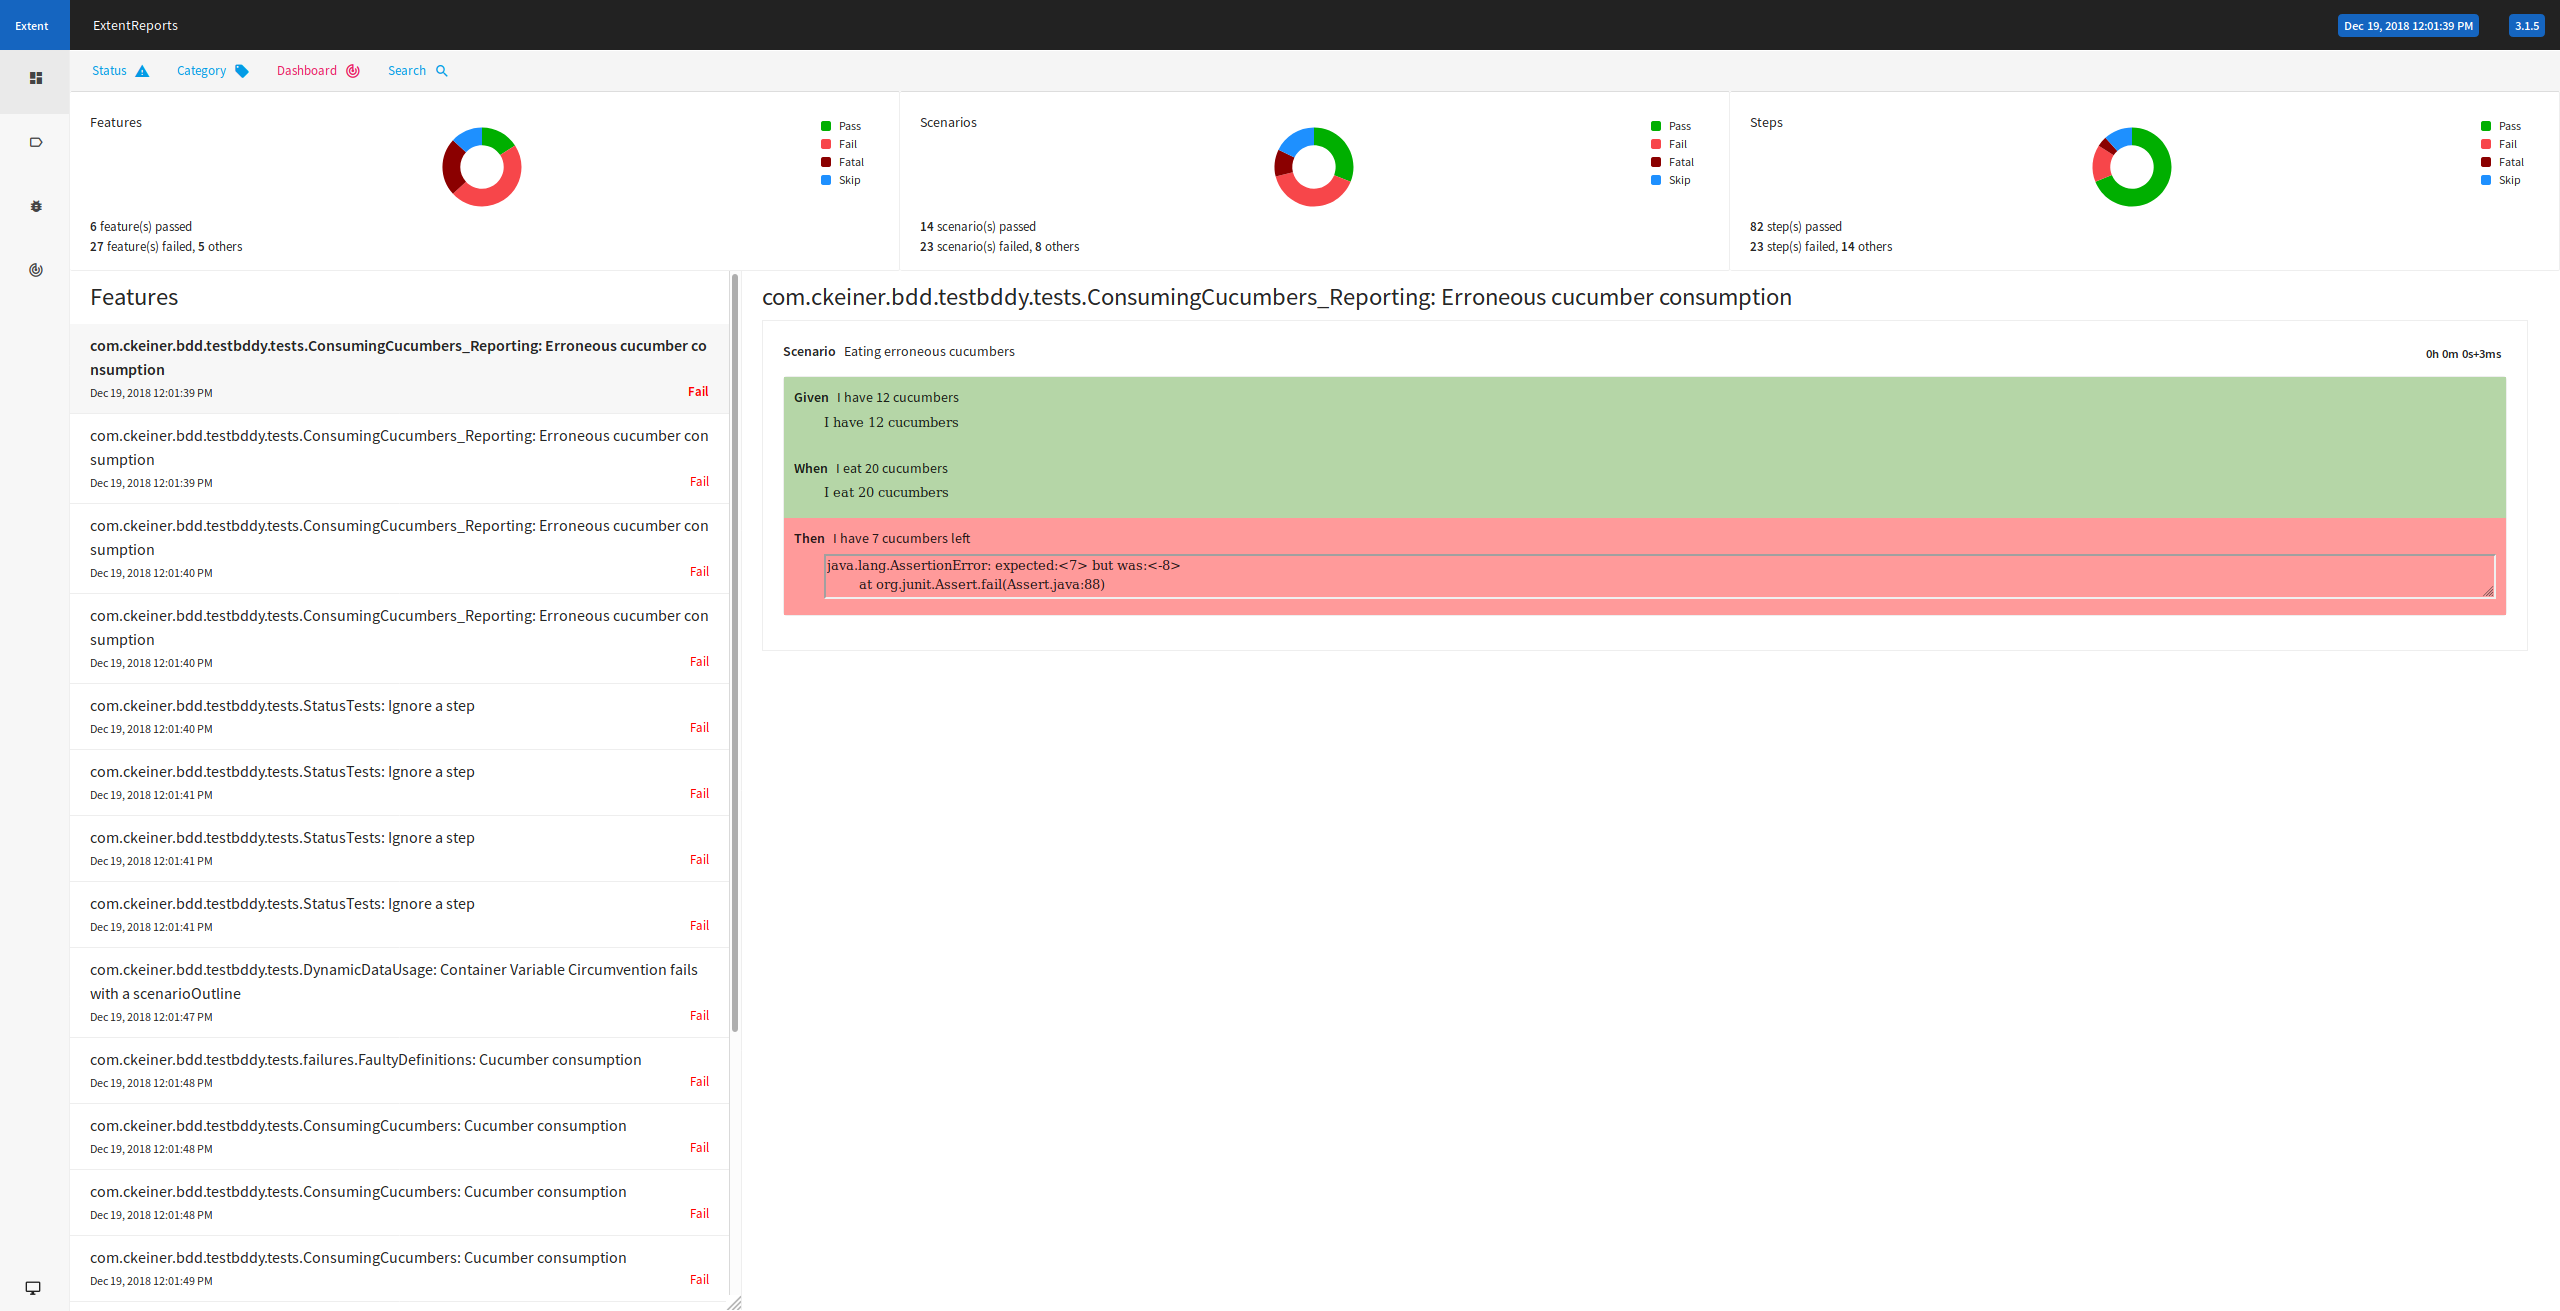 Extent
ExtentReports
Dec 19, 2018 12:01:39 PM
3.1.5
Status
Category
Dashboard
Search
Features
Pass
Fail
Fatal
Skip
6 feature(s) passed
27 feature(s) failed, 5 others
Scenarios
Pass
Fail
Fatal
Skip
14 scenario(s) passed
23 scenario(s) failed, 8 others
Steps
Pass
Fail
Fatal
Skip
82 step(s) passed
23 step(s) failed, 14 others
Features
com.ckeiner.bdd.testbddy.tests.ConsumingCucumbers_Reporting: Erroneous cucumber co
nsumption
Dec 19, 2018 12:01:39 PM
Fail
com.ckeiner.bdd.testbddy.tests.ConsumingCucumbers_Reporting: Erroneous cucumber con
sumption
Dec 19, 2018 12:01:39 PM
Fail
com.ckeiner.bdd.testbddy.tests.ConsumingCucumbers_Reporting: Erroneous cucumber con
sumption
Dec 19, 2018 12:01:40 PM
Fail
com.ckeiner.bdd.testbddy.tests.ConsumingCucumbers_Reporting: Erroneous cucumber con
sumption
Dec 19, 2018 12:01:40 PM
Fail
com.ckeiner.bdd.testbddy.tests.StatusTests: Ignore a step
Dec 19, 2018 12:01:40 PM
Fail
com.ckeiner.bdd.testbddy.tests.StatusTests: Ignore a step
Dec 19, 2018 12:01:41 PM
Fail
com.ckeiner.bdd.testbddy.tests.StatusTests: Ignore a step
Dec 19, 2018 12:01:41 PM
Fail
com.ckeiner.bdd.testbddy.tests.StatusTests: Ignore a step
Dec 19, 2018 12:01:41 PM
Fail
com.ckeiner.bdd.testbddy.tests.DynamicDataUsage: Container Variable Circumvention fails
with a scenarioOutline
Dec 19, 2018 12:01:47 PM
Fail
com.ckeiner.bdd.testbddy.tests.failures.FaultyDefinitions: Cucumber consumption
Dec 19, 2018 12:01:48 PM
Fail
com.ckeiner.bdd.testbddy.tests.ConsumingCucumbers: Cucumber consumption
Dec 19, 2018 12:01:48 PM
Fail
com.ckeiner.bdd.testbddy.tests.ConsumingCucumbers: Cucumber consumption
Dec 19, 2018 12:01:48 PM
Fail
com.ckeiner.bdd.testbddy.tests.ConsumingCucumbers: Cucumber consumption
Dec 19, 2018 12:01:49 PM
Fail
com.ckeiner.bdd.testbddy.tests.ConsumingCucumbers_Reporting: Erroneous cucumber consumption
Scenario Eating erroneous cucumbers
0h 0m 0s+3ms
Given I have 12 cucumbers
I have 12 cucumbers
When I eat 20 cucumbers
I eat 20 cucumbers
Then I have 7 cucumbers left
java.lang.AssertionError: expected:<7> but was:<-8>
at org.junit.Assert.fail(Assert.java:88)